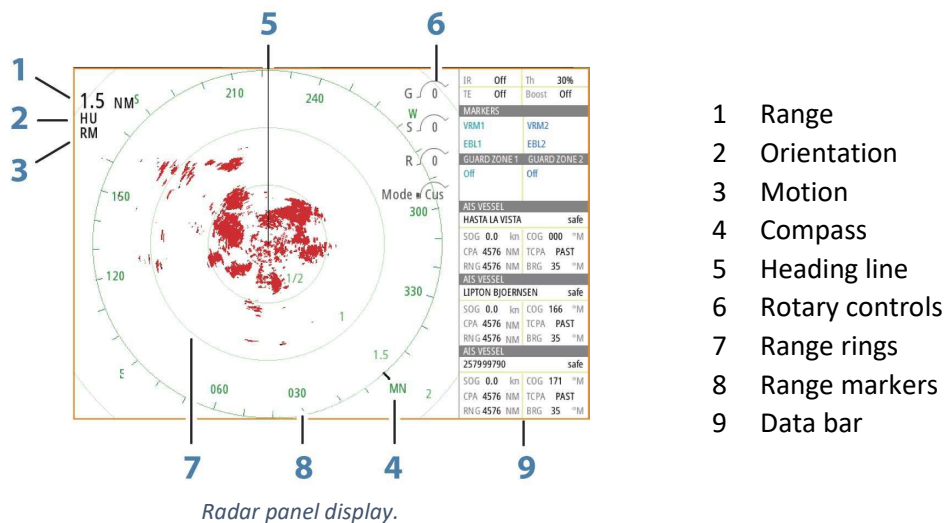 5
6
1
2
3
1.5 NM
HU
RM
S
210
240
W
300
330
MN
030
060
E
120
150
1/2
1
1.5
2
G 0
S 0
R 0
Mode ▪ Cus
IR Off Th 30%
TE Off Boost Off
MARKERS
VRM1 VRM2
EBL1 EBL2
GUARD ZONE 1 GUARD ZONE 2
Off Off
AIS VESSEL
HASTA LA VISTA safe
SOG 0.0 kn COG 000 °M
CPA 4576 NM TCPA PAST
RNG 4576 NM BRG 35 °M
AIS VESSEL
LIPTON BJOERNSEN safe
SOG 0.0 kn COG 166 °M
CPA 4576 NM TCPA PAST
RNG 4576 NM BRG 35 °M
AIS VESSEL
257999790 safe
SOG 0.0 kn COG 171 °M
CPA 4576 NM TCPA PAST
RNG 4576 NM BRG 35 °M
7
8
4
9
Radar panel display.
1 Range
2 Orientation
3 Motion
4 Compass
5 Heading line
6 Rotary controls
7 Range rings
8 Range markers
9 Data bar